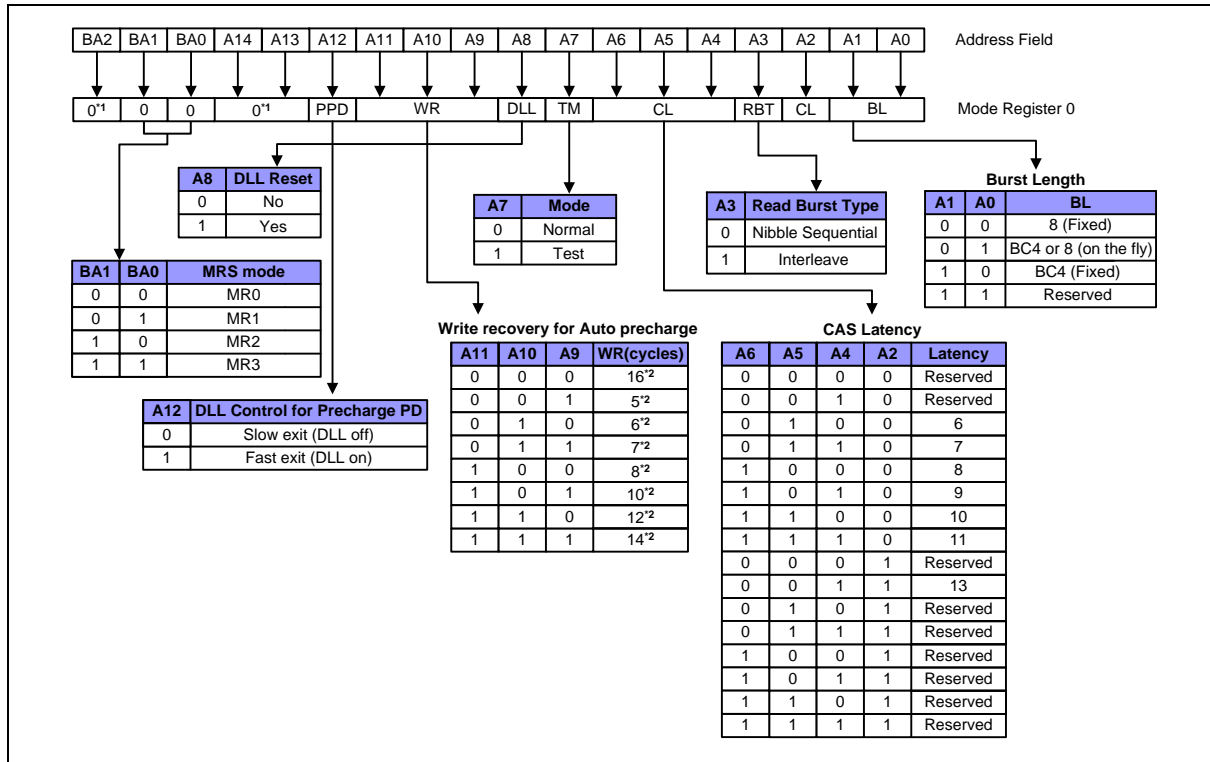 BA2 BA1 BA0 A14 A13 A12 A11 A10 A9 A8 A7 A6 A5 A4 A3 A2 A1 A0 Address Field
0*1 0 0 0*1 PPD WR DLL TM CL RBT CL BL Mode Register 0
A8 DLL Reset
0 No
1 Yes
A7 Mode
0 Normal
1 Test
A3 Read Burst Type
0 Nibble Sequential
1 Interleave
Burst Length
A1 A0 BL
0 0 8 (Fixed)
0 1 BC4 or 8 (on the fly)
1 0 BC4 (Fixed)
1 1 Reserved
BA1 BA0 MRS mode
0 0 MR0
0 1 MR1
1 0 MR2
1 1 MR3
A12 DLL Control for Precharge PD
0 Slow exit (DLL off)
1 Fast exit (DLL on)
Write recovery for Auto precharge
A11 A10 A9 WR(cycles)
0 0 0 16*2
0 0 1 5*2
0 1 0 6*2
0 1 1 7*2
1 0 0 8*2
1 0 1 10*2
1 1 0 12*2
1 1 1 14*2
CAS Latency
A6 A5 A4 A2 Latency
0 0 0 0 Reserved
0 0 1 0 Reserved
0 1 0 0 6
0 1 1 0 7
1 0 0 0 8
1 0 1 0 9
1 1 0 0 10
1 1 1 0 11
0 0 0 1 Reserved
0 0 1 1 13
0 1 0 1 Reserved
0 1 1 1 Reserved
1 0 0 1 Reserved
1 0 1 1 Reserved
1 1 0 1 Reserved
1 1 1 1 Reserved